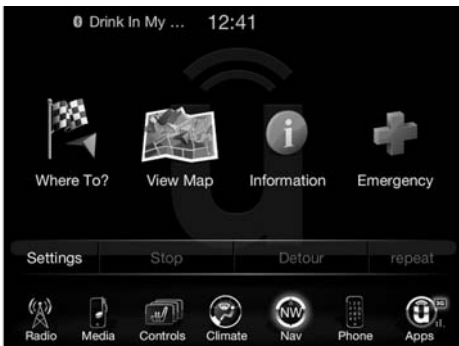 Drink In My ... 12:41
Where To? View Map Information Emergency
Settings Stop Detour repeat
NW
3G
Radio Media Controls Climate Nav Phone Apps